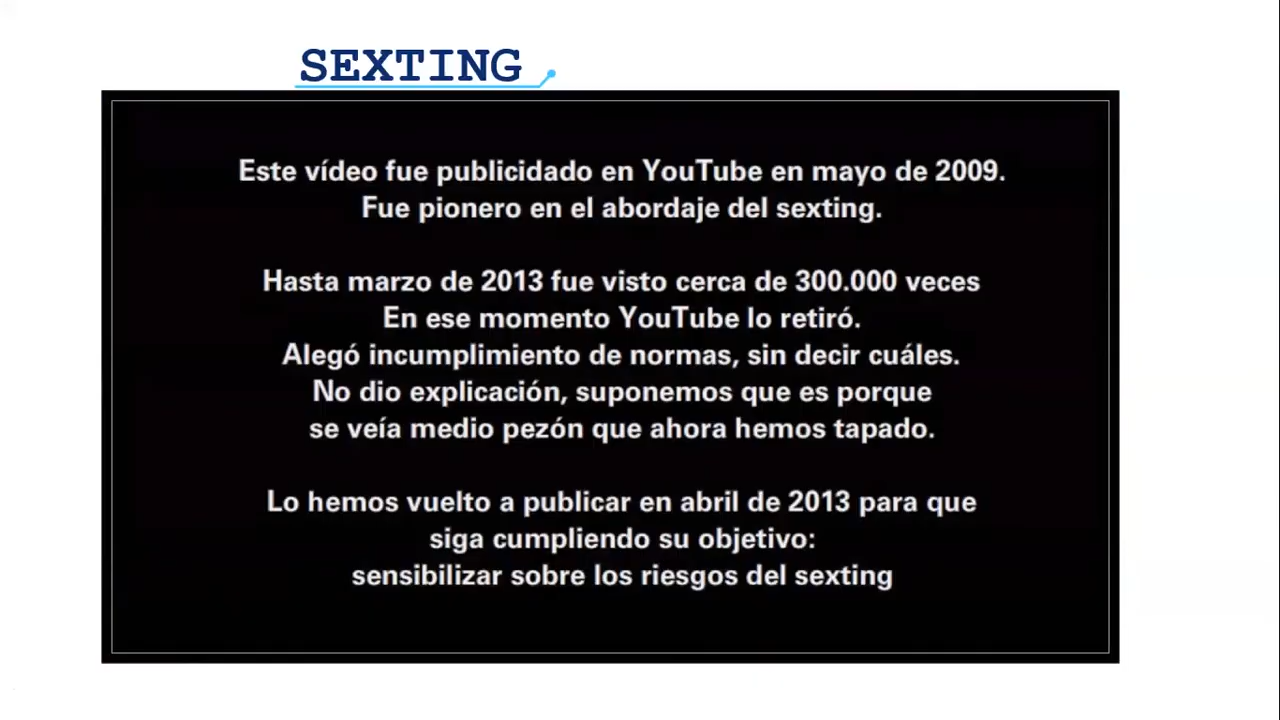 SEXTING
Este vídeo fue publicidado en YouTube en mayo de 2009.
Fue pionero en el abordaje del sexting.
Hasta marzo de 2013 fue visto cerca de 300.000 veces
En ese momento YouTube lo retiró.
Alegó incumplimiento de normas, sin decir cuáles.
No dio explicación, suponemos que es porque
se veía medio pezón que ahora hemos tapado.
Lo hemos vuelto a publicar en abril de 2013 para que
siga cumpliendo su objetivo:
sensibilizar sobre los riesgos del sexting